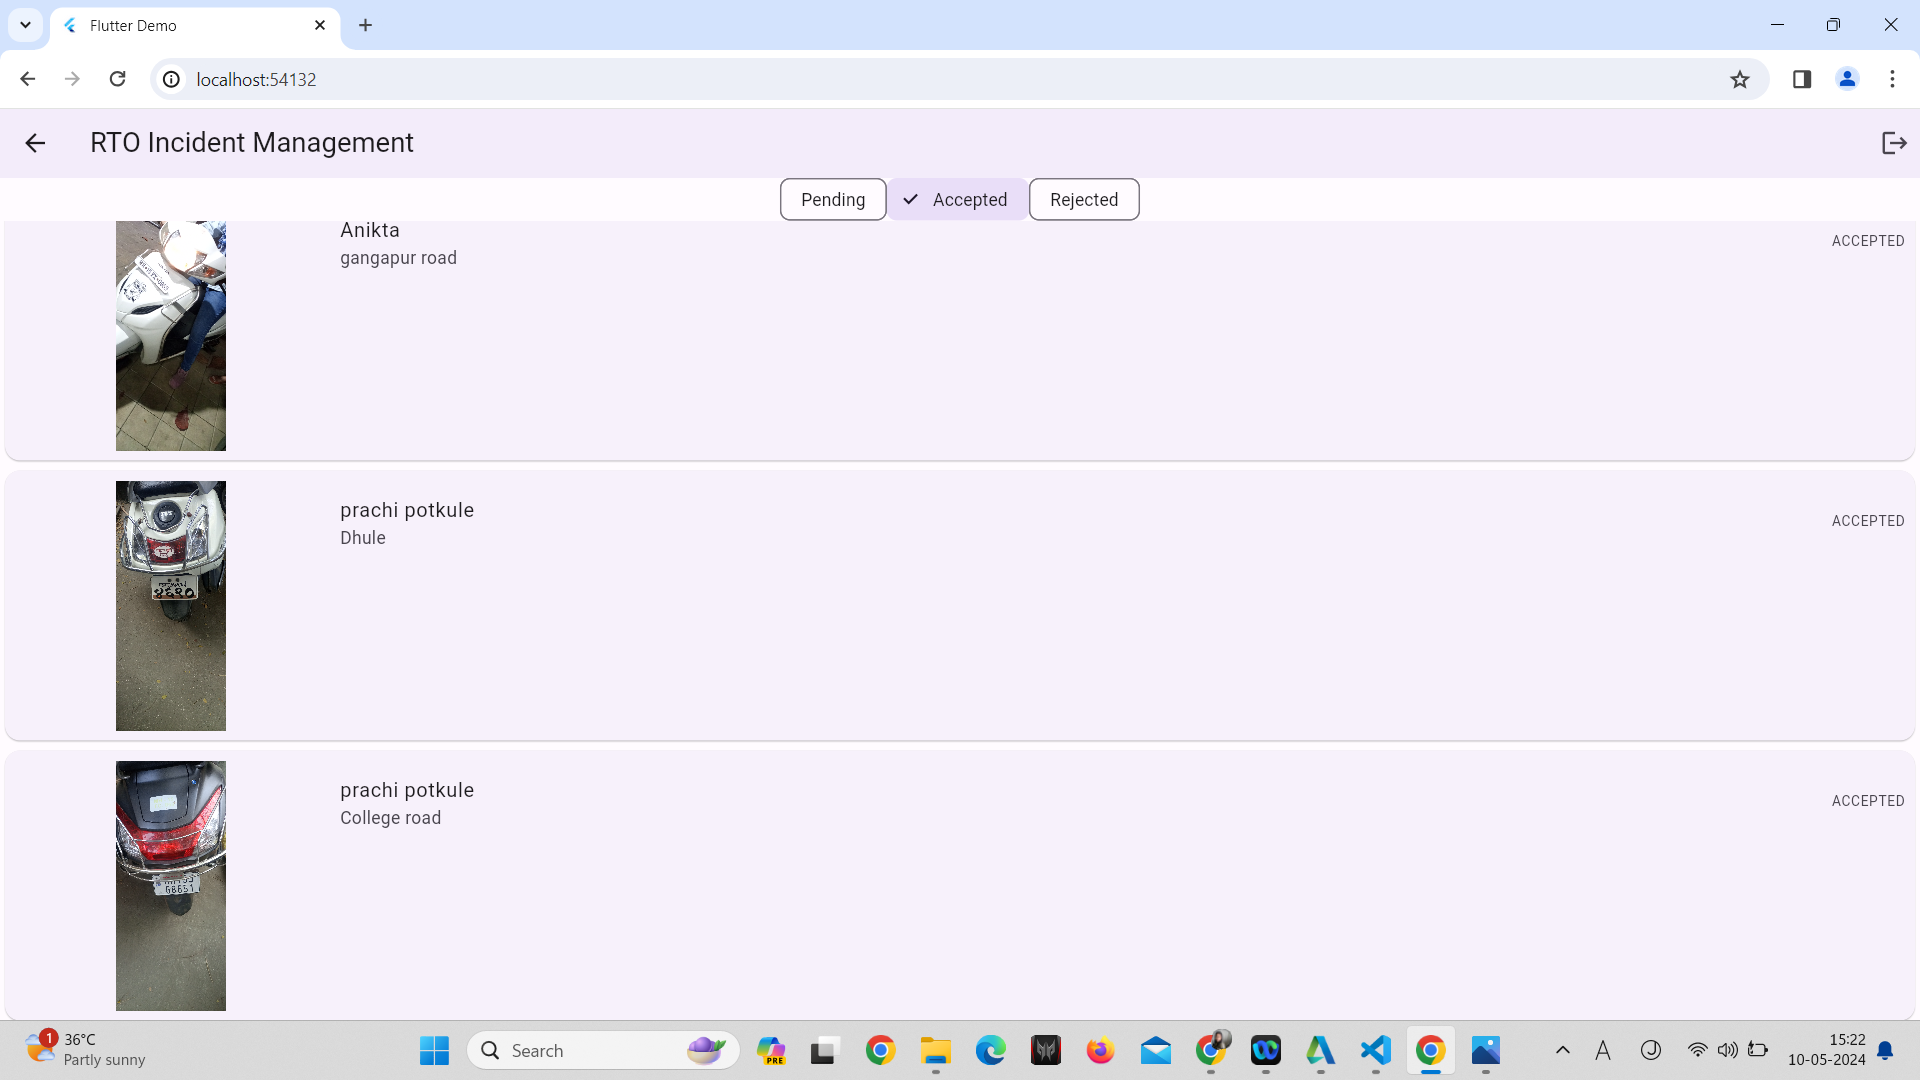 Flutter Demo
localhost:54132
RTO Incident Management
Pending
Accepted
Rejected
Anikta
gangapur road
ACCEPTED
prachi potkule
Dhule
ACCEPTED
prachi potkule
College road
ACCEPTED
1
36°C
Partly sunny
Search
PRE
15:22
10-05-2024